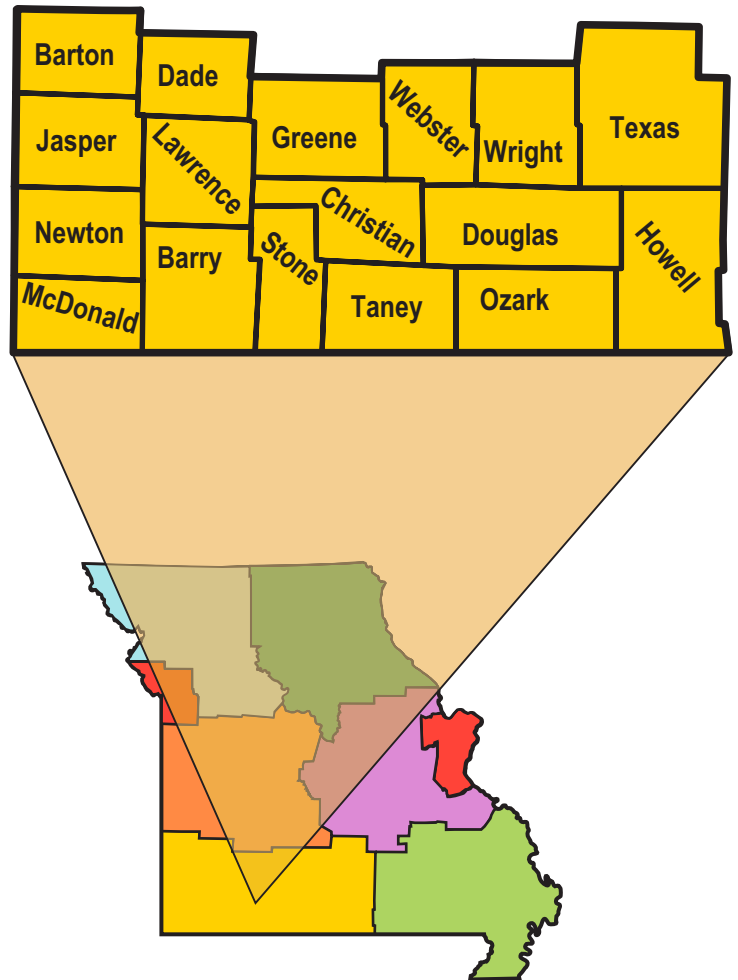 Barton
Dade
Greene
Webster
Wright
Texas
Jasper
Lawrence
Newton
Barry
Stone
Christian
Douglas
Howell
McDonald
Taney
Ozark